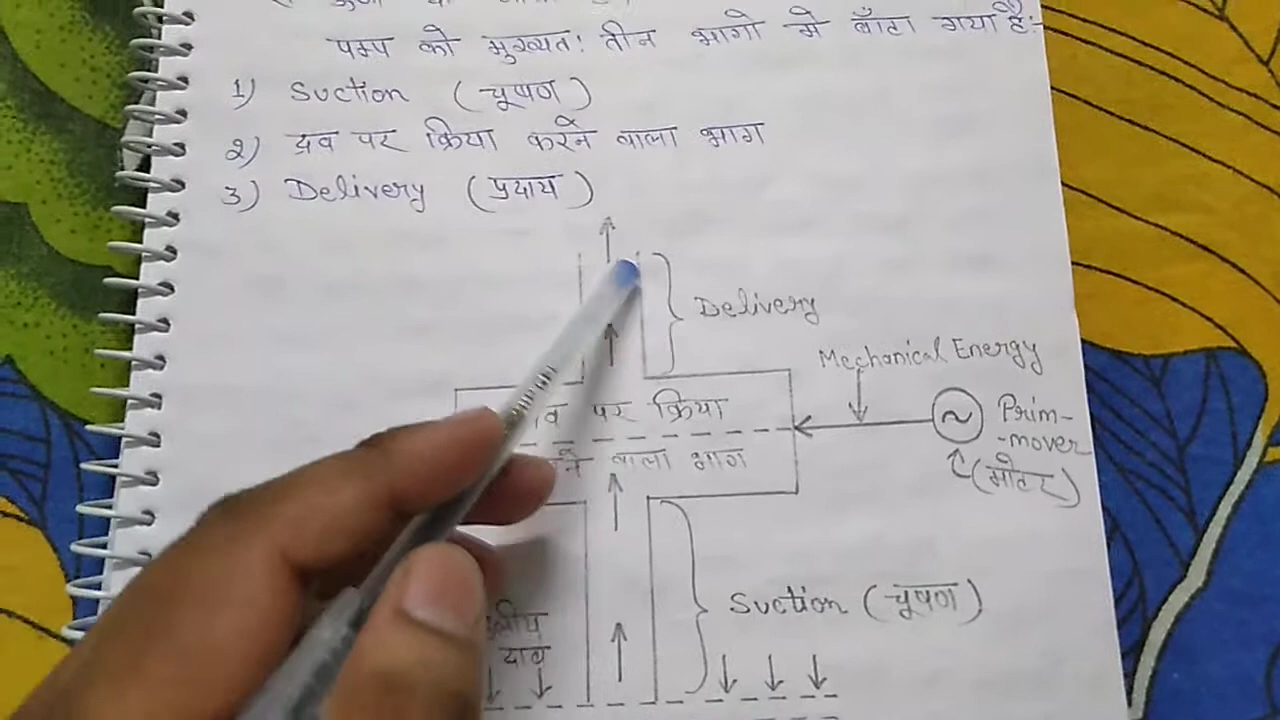 पम्प को मुख्यतः तीन भागो मे बाँटा गया है:
1) Suction (चूषण)
2) द्रव पर क्रिया करने वाला भाग
3) Delivery (प्रदाय)
Delivery
Mechanical Energy
पर क्रिया
Prim-
-mover
(मोटर)
वाला भाग
Suction (चूषण)
दाब